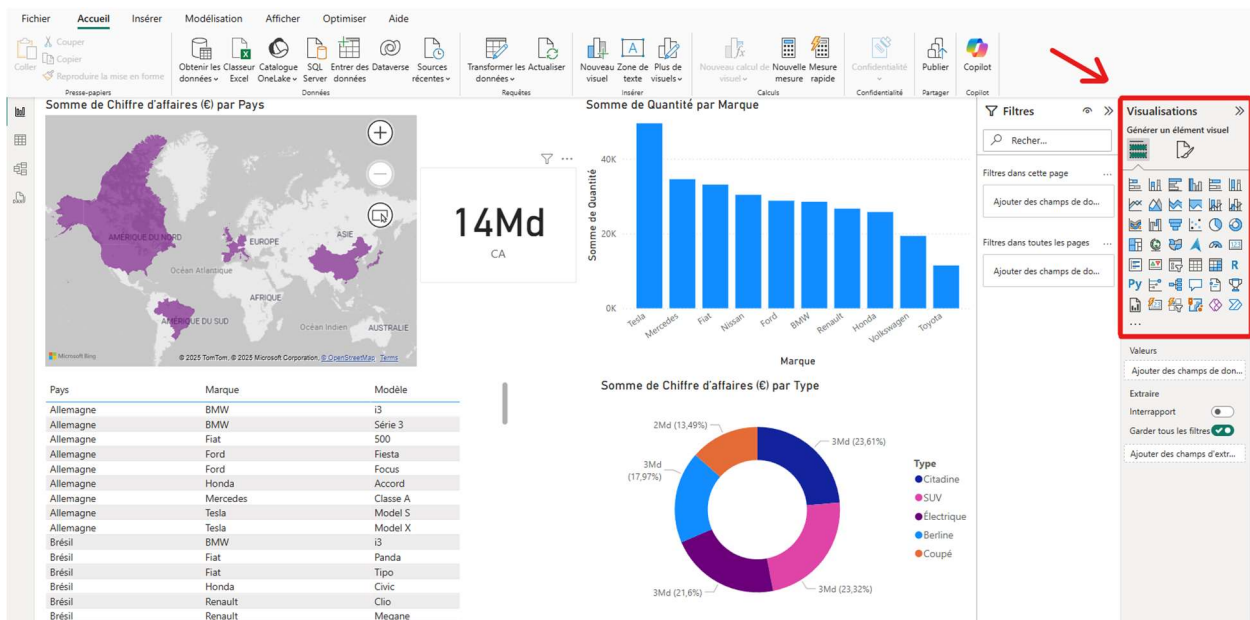 Fichier Accueil Insérer Modélisation Afficher Optimiser Aide
Coller
Couper
Copier
Reproduire la mise en forme
Presse-papiers
Obtenir les données
Classeur Excel
Catalogue OneLake
SQL Server
Entrer des données
Dataverse
Sources récentes
Données
Transformer les données
Actualiser
Requêtes
Nouveau visuel
Zone de texte
Plus de visuels
Insérer
Nouveau calcul de visuel
Nouvelle mesure
Mesure rapide
Calculs
Confidentialité
Confidentialité
Publier
Partager
Copilot
Copilot
Somme de Chiffre d'affaires (€) par Pays
AMÉRIQUE DU NORD
EUROPE
ASIE
Océan Atlantique
AFRIQUE
AMÉRIQUE DU SUD
Océan Indien
AUSTRALIE
Microsoft Bing
© 2025 TomTom, © 2025 Microsoft Corporation, © OpenStreetMap Terms
14Md
CA
Somme de Quantité par Marque
Somme de Quantité
40K
20K
0K
Tesla Mercedes Fiat Nissan Ford BMW Renault Honda Volkswagen Toyota
Marque
Pays Marque Modèle
Allemagne BMW i3
Allemagne BMW Série 3
Allemagne Fiat 500
Allemagne Ford Fiesta
Allemagne Ford Focus
Allemagne Honda Accord
Allemagne Mercedes Classe A
Allemagne Tesla Model S
Allemagne Tesla Model X
Brésil BMW i3
Brésil Fiat Panda
Brésil Fiat Tipo
Brésil Honda Civic
Brésil Renault Clio
Brésil Renault Megane
Somme de Chiffre d'affaires (€) par Type
2Md (13,49%)
3Md (23,61%)
3Md
(17,97%)
3Md (21,6%)
3Md (23,32%)
Type
Citadine
SUV
Électrique
Berline
Coupé
Filtres
Recher...
Filtres dans cette page ...
Ajouter des champs de do...
Filtres dans toutes les pages ...
Ajouter des champs de do...
Visualisations
Générer un élément visuel
R
Py
...
Valeurs
Ajouter des champs de don...
Extraire
Interrapport
Garder tous les filtres
Ajouter des champs d'extr...